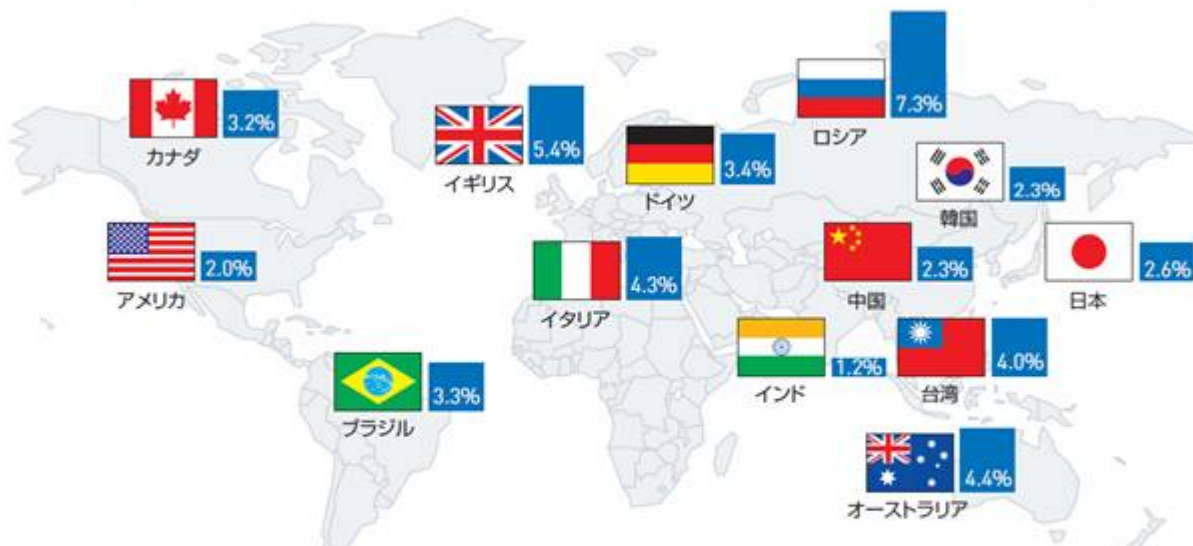 カナダ
3.2%
イギリス
5.4%
ドイツ
3.4%
ロシア
7.3%
韓国
2.3%
アメリカ
2.0%
イタリア
4.3%
中国
2.3%
日本
2.6%
ブラジル
3.3%
インド
1.2%
台湾
4.0%
オーストラリア
4.4%